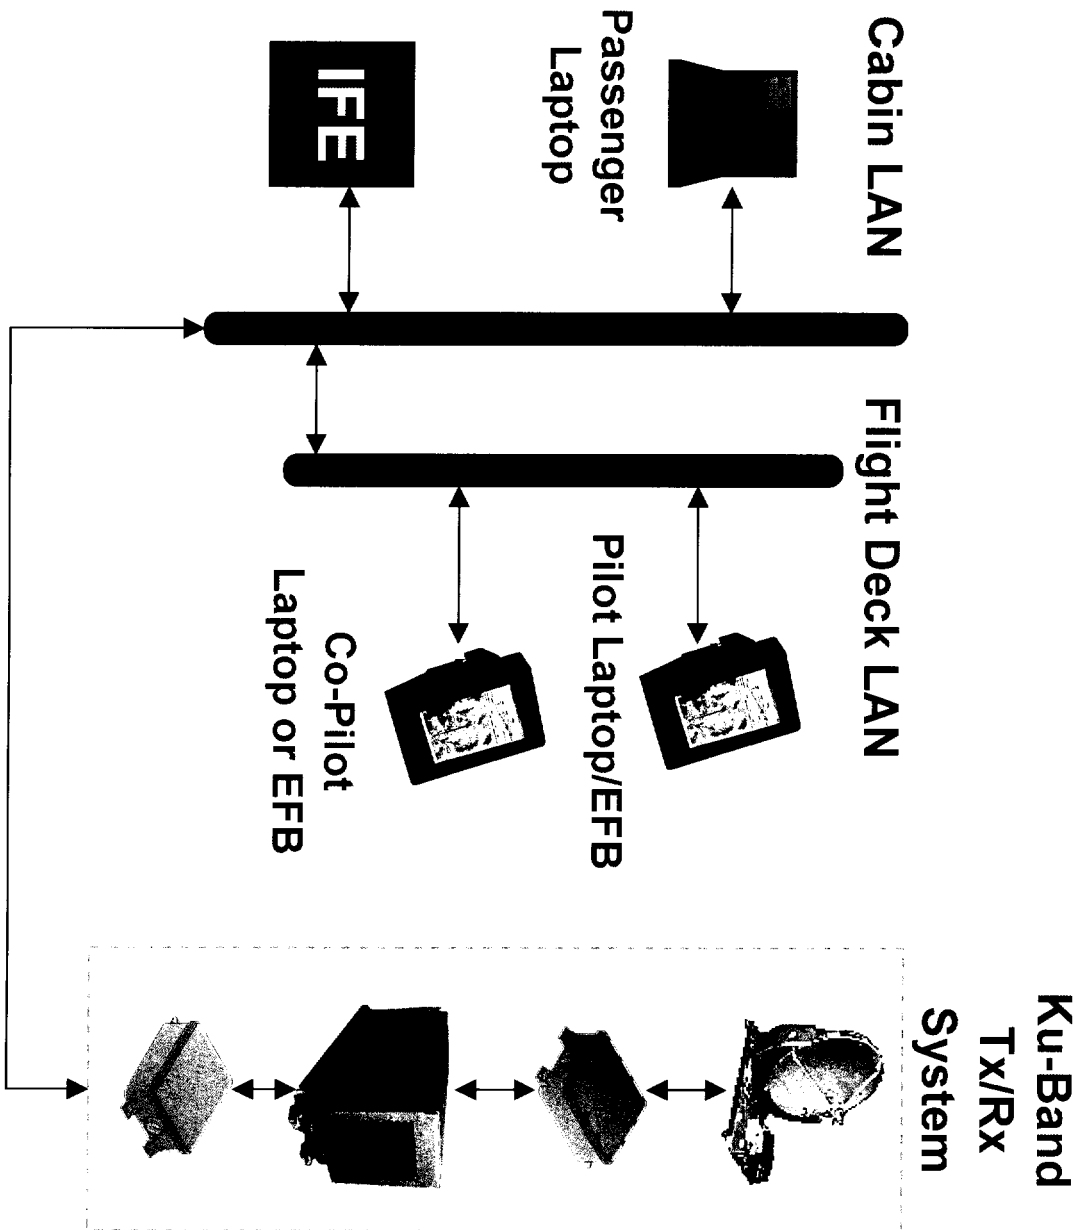 Cabin LAN
Passenger
Laptop
IFE
Flight Deck LAN
Pilot Laptop/EFB
Co-Pilot
Laptop or EFB
Ku-Band
Tx/Rx
System